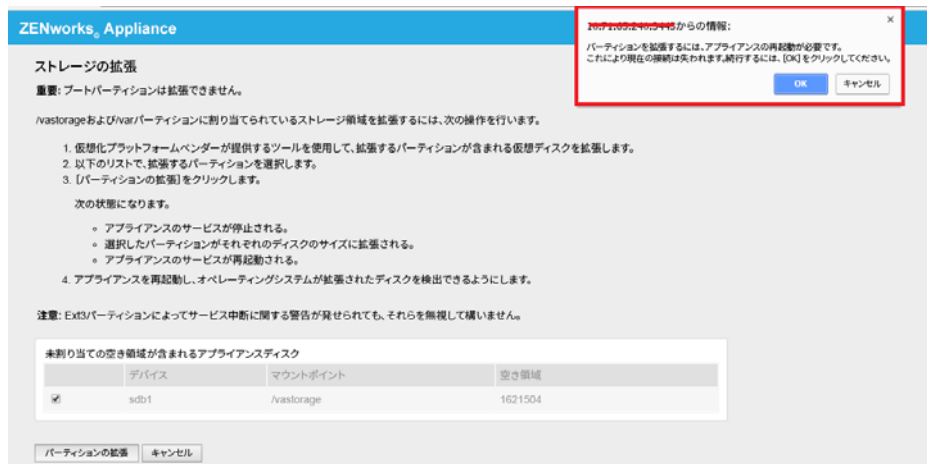 ZENworks® Appliance
からの情報:
×
パーティションを拡張するには、アプライアンスの再起動が必要です。
これにより現在の接続は失われます。続行するには、[OK]をクリックしてください。
OK キャンセル
ストレージの拡張
重要: ブートパーティションは拡張できません。
/vastorageおよび/varパーティションに割り当てられているストレージ領域を拡張するには、次の操作を行います。
1. 仮想化プラットフォームベンダーが提供するツールを使用して、拡張するパーティションが含まれる仮想ディスクを拡張します。
2. 以下のリストで、拡張するパーティションを選択します。
3. [パーティションの拡張]をクリックします。
次の状態になります。
アプライアンスのサービスが停止される。
選択したパーティションがそれぞれのディスクのサイズに拡張される。
アプライアンスのサービスが再起動される。
4. アプライアンスを再起動し、オペレーティングシステムが拡張されたディスクを検出できるようにします。
注意: Ext3パーティションによってサービス中断に関する警告が発せられても、それらを無視して構いません。
未割り当ての空き領域が含まれるアプライアンスディスク
デバイス マウントポイント 空き領域
sdb1 /vastorage 1621504
パーティションの拡張 キャンセル